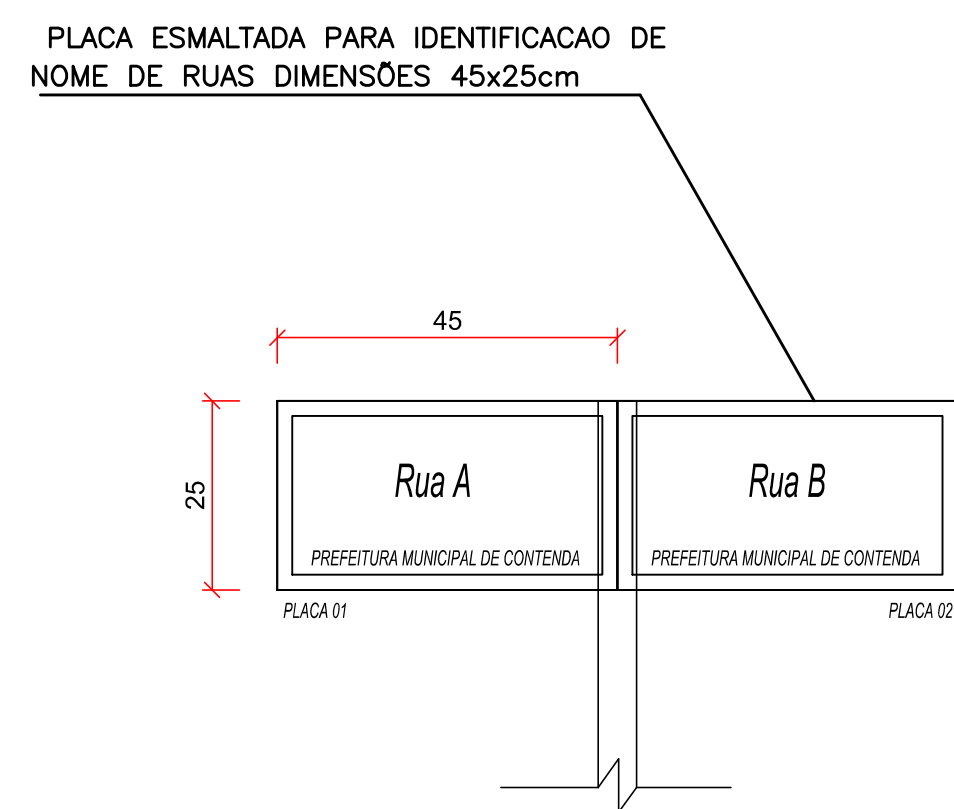 PLACA ESMALTADA PARA IDENTIFICACAO DE
NOME DE RUAS DIMENSÕES 45x25cm
45
25
Rua A
PREFEITURA MUNICIPAL DE CONTENDA
PLACA 01
Rua B
PREFEITURA MUNICIPAL DE CONTENDA
PLACA 02